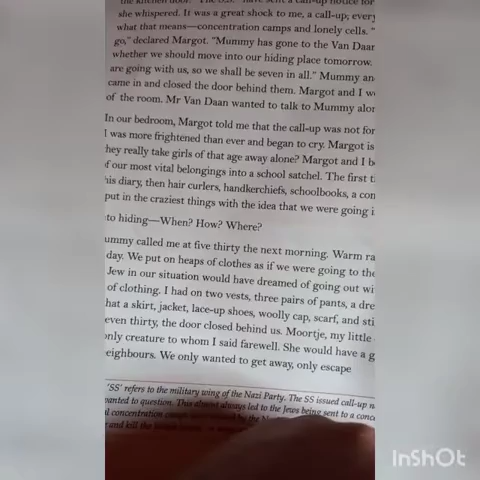 the kitchen door. "The S.S.* have sent a call-up notice for
she whispered. It was a great shock to me, a call-up; every
what that means—concentration camps and lonely cells. "
go," declared Margot. "Mummy has gone to the Van Daan
whether we should move into our hiding place tomorrow.
are going with us, so we shall be seven in all." Mummy and
came in and closed the door behind them. Margot and I we
of the room. Mr Van Daan wanted to talk to Mummy alon
In our bedroom, Margot told me that the call-up was not for
I was more frightened than ever and began to cry. Margot is
hey really take girls of that age away alone? Margot and I b
of our most vital belongings into a school satchel. The first t
his diary, then hair curlers, handkerchiefs, schoolbooks, a com
put in the craziest things with the idea that we were going i
to hiding—When? How? Where?
ummy called me at five thirty the next morning. Warm ra
day. We put on heaps of clothes as if we were going to the
Jew in our situation would have dreamed of going out wi
of clothing. I had on two vests, three pairs of pants, a dre
hat a skirt, jacket, lace-up shoes, woolly cap, scarf, and sti
even thirty, the door closed behind us. Moortje, my little
only creature to whom I said farewell. She would have a g
eighbours. We only wanted to get away, only escape
'SS' refers to the military wing of the Nazi Party. The SS issued call-up n
wanted to question. This almost always led to the Jews being sent to a conce
concentration camps
and kill the
InShOt